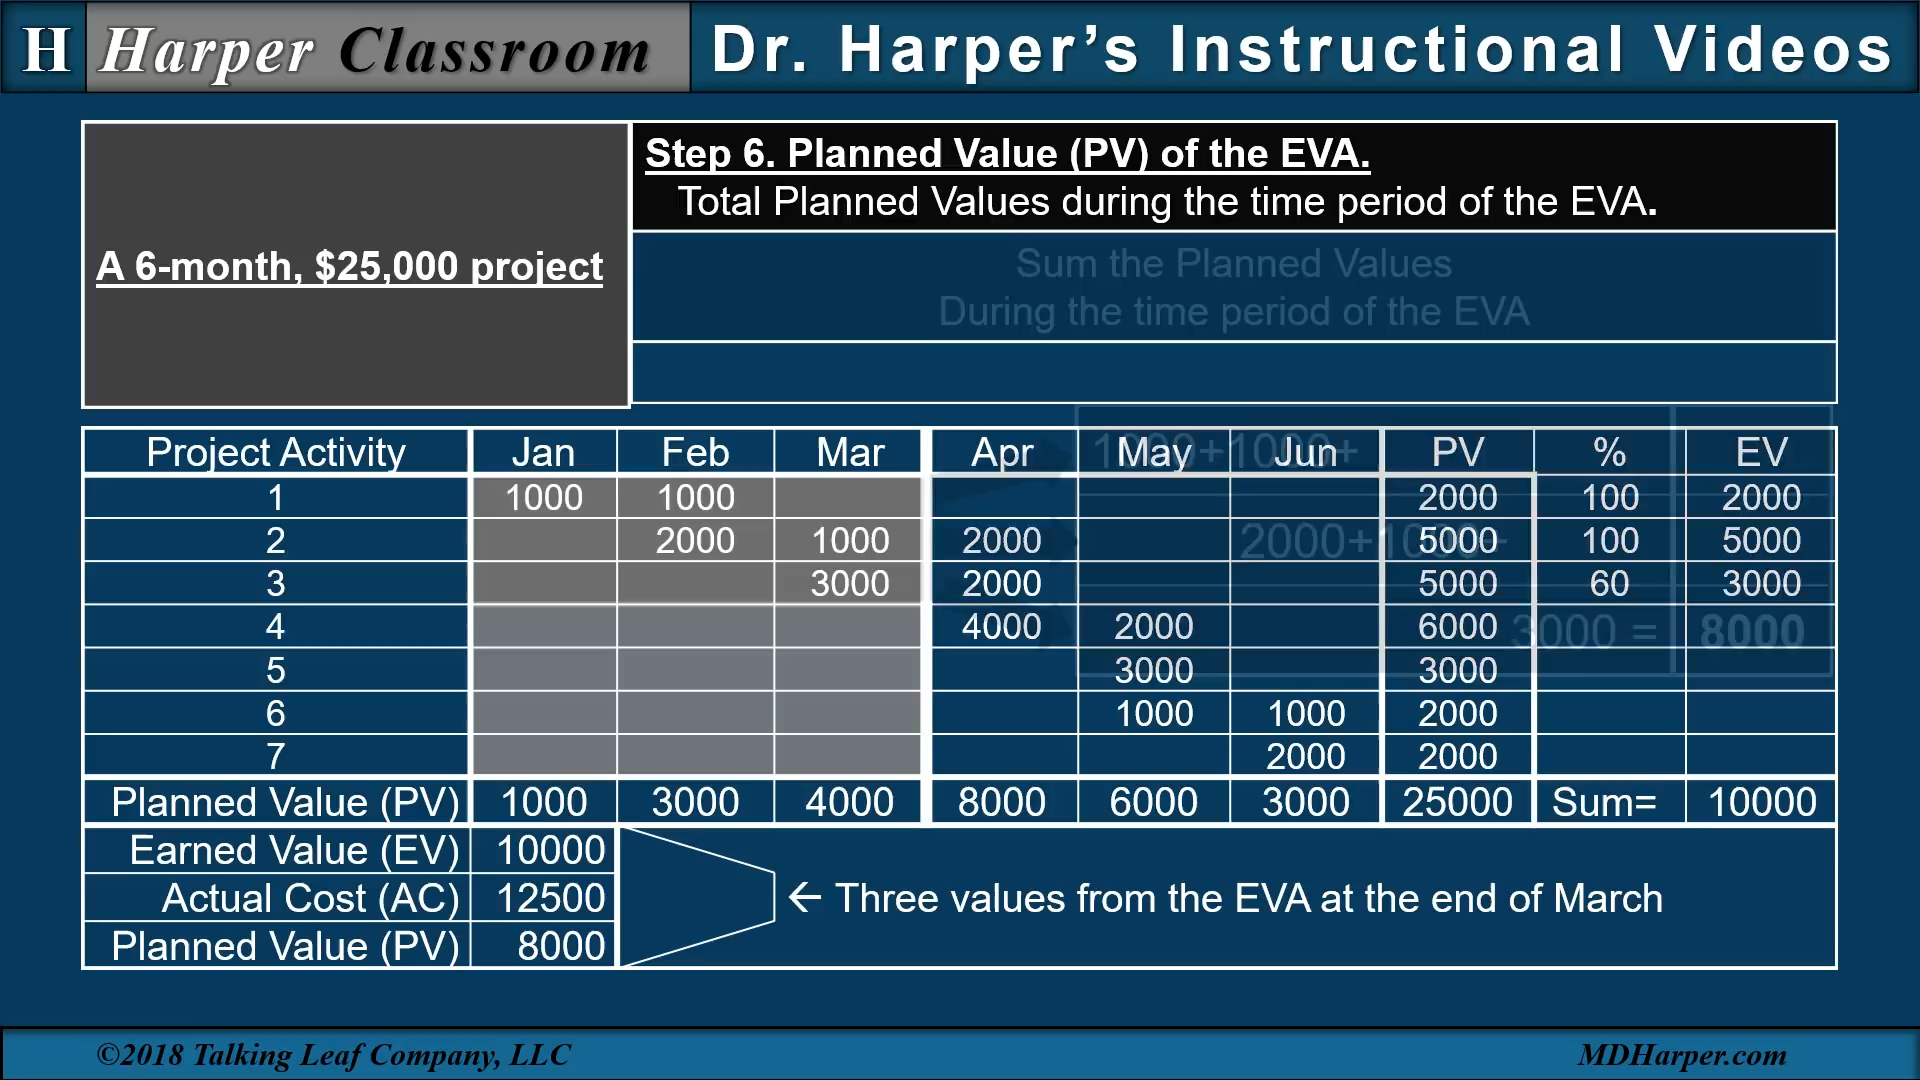 H Harper Classroom Dr. Harper’s Instructional Videos
A 6-month, $25,000 project
Step 6. Planned Value (PV) of the EVA.
Total Planned Values during the time period of the EVA.
Sum the Planned Values
During the time period of the EVA
Project Activity Jan Feb Mar Apr May Jun PV % EV
1000+1000+
1 1000 1000 2000 100 2000
2 2000 1000 2000 5000 100 5000
2000+1000+
3 3000 2000 5000 60 3000
4 4000 2000 6000
3000 = 8000
5 3000 3000
6 1000 1000 2000
7 2000 2000
Planned Value (PV) 1000 3000 4000 8000 6000 3000 25000 Sum= 10000
Earned Value (EV) 10000
Actual Cost (AC) 12500
Planned Value (PV) 8000
← Three values from the EVA at the end of March
©2018 Talking Leaf Company, LLC MDHarper.com